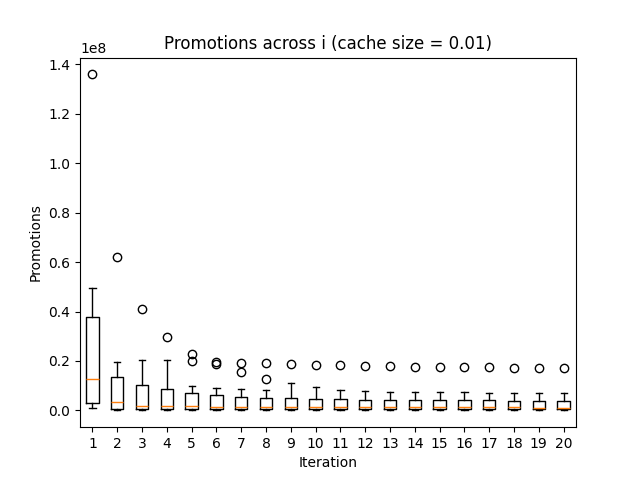 Promotions across i (cache size = 0.01)
1e8
1.4
1.2
1.0
0.8
0.6
0.4
0.2
0.0
Promotions
1 2 3 4 5 6 7 8 9 10 11 12 13 14 15 16 17 18 19 20
Iteration